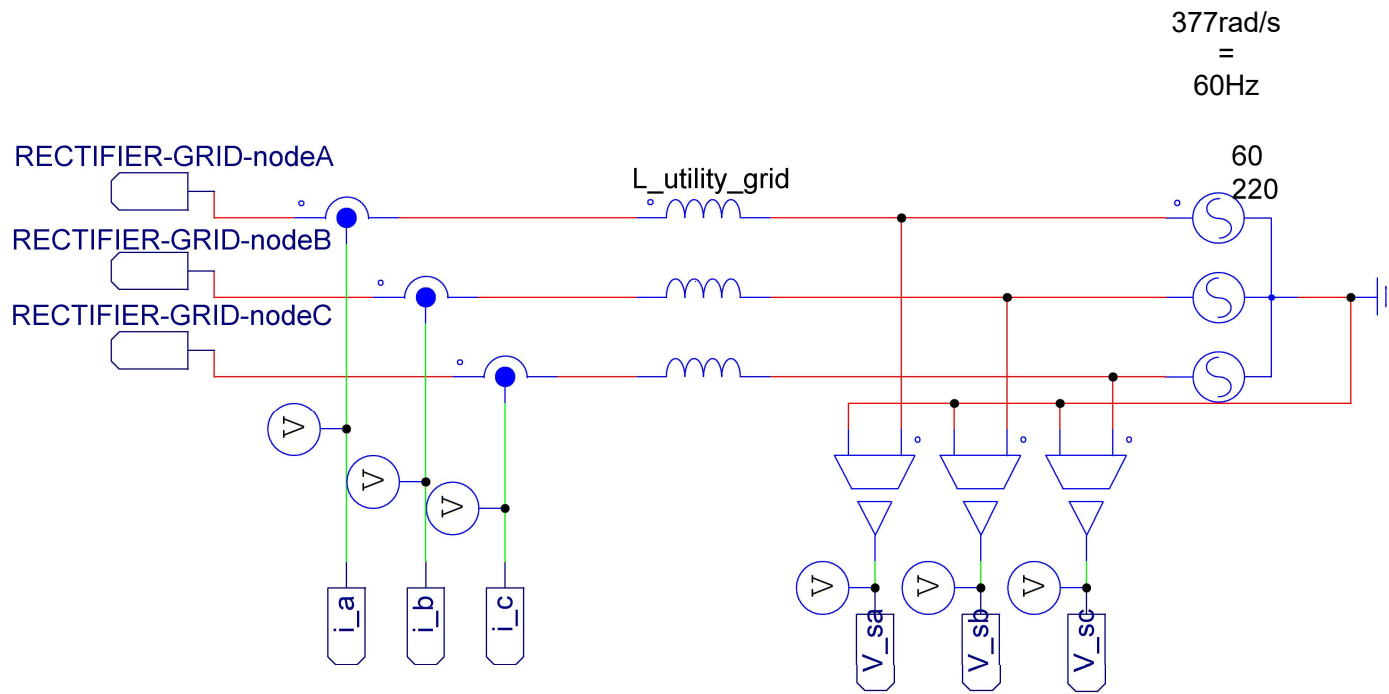 377rad/s
=
60Hz
RECTIFIER-GRID-nodeA
60
220
L_utility_grid
RECTIFIER-GRID-nodeB
RECTIFIER-GRID-nodeC
V
V
V
V
V
V
i_a
i_b
i_c
V_sa
V_sb
V_sc